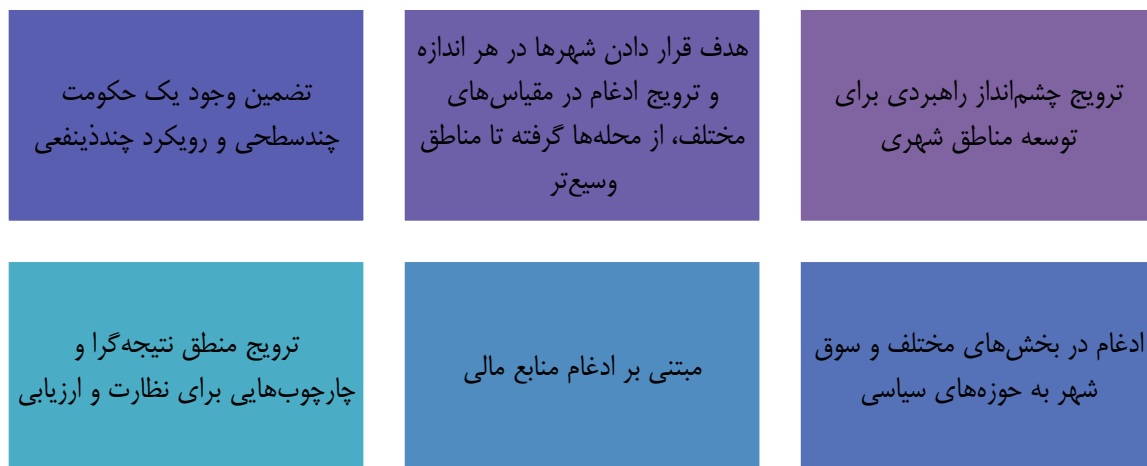 ترویج چشم‌انداز راهبردی برای
توسعه مناطق شهری
هدف قرار دادن شهرها در هر اندازه
و ترویج ادغام در مقیاس‌های
مختلف، از محله‌ها گرفته تا مناطق
وسیع‌تر
تضمین وجود یک حکومت
چندسطحی و رویکرد چندذینفعی
ادغام در بخش‌های مختلف و سوق
شهر به حوزه‌های سیاسی
مبتنی بر ادغام منابع مالی
ترویج منطق نتیجه‌گرا و
چارچوب‌هایی برای نظارت و ارزیابی